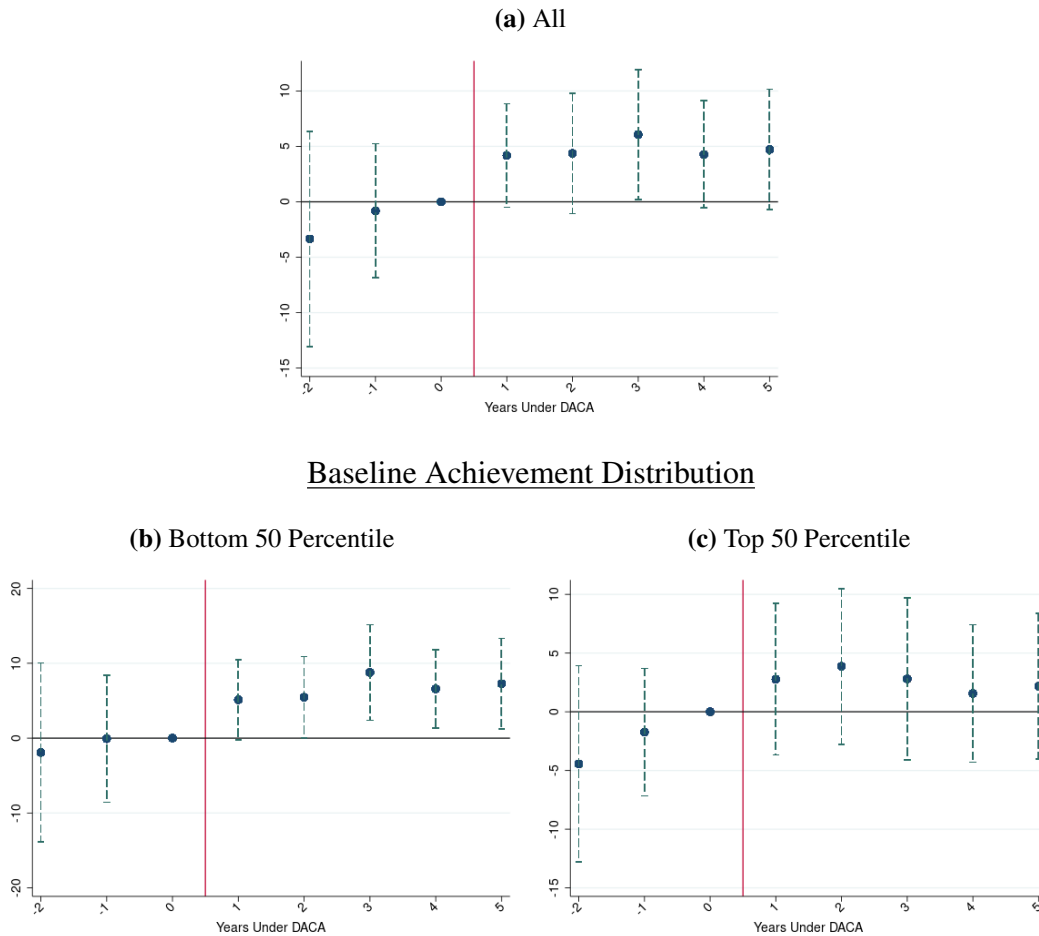 (a) All
10
5
0
-5
-10
-15
-2 -1 0 1 2 3 4 5
Years Under DACA
Baseline Achievement Distribution
(b) Bottom 50 Percentile
20
10
0
-10
-20
-2 -1 0 1 2 3 4 5
Years Under DACA
(c) Top 50 Percentile
10
5
0
-5
-10
-15
-2 -1 0 1 2 3 4 5
Years Under DACA